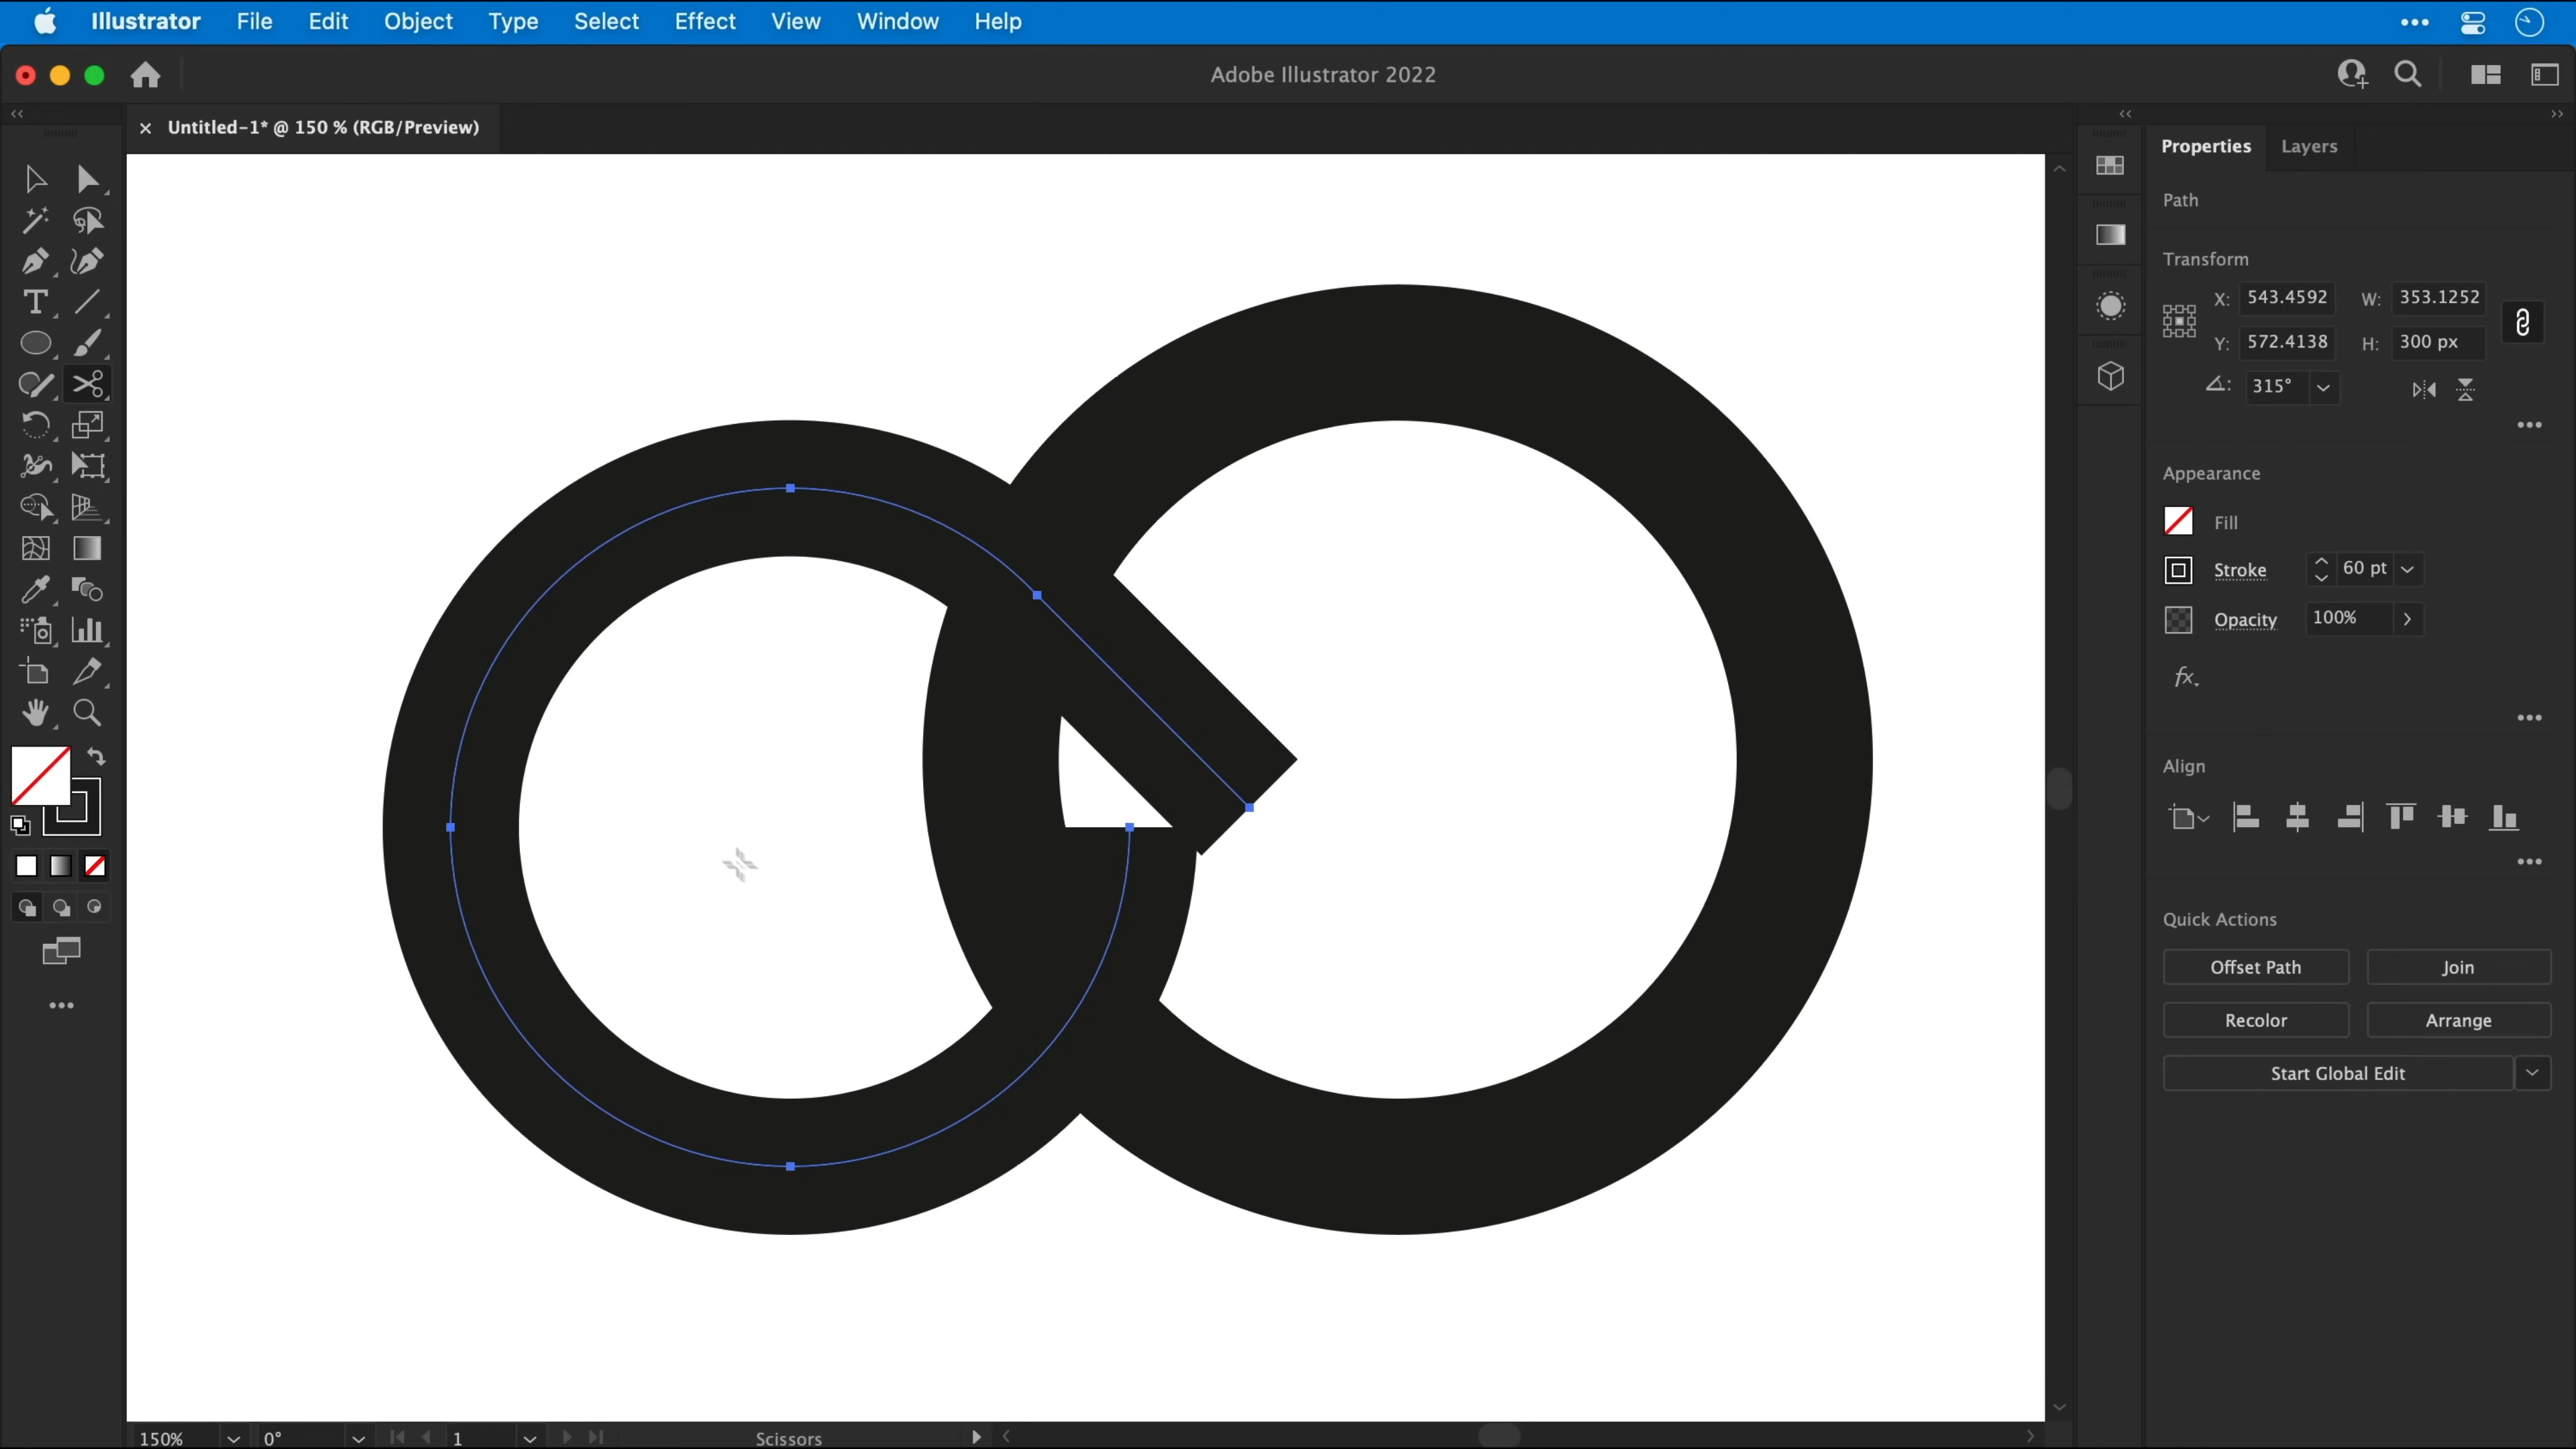 Illustrator File Edit Object Type Select Effect View Window Help
Adobe Illustrator 2022
Untitled-1* @ 150 % (RGB/Preview)
Properties Layers
Path
Transform
X: 543.4592 W: 353.1252
Y: 572.4138 H: 300 px
315°
Appearance
Fill
Stroke 60 pt
Opacity 100%
fx.
Align
Quick Actions
Offset Path Join
Recolor Arrange
Start Global Edit
150% 0° 1 Scissors